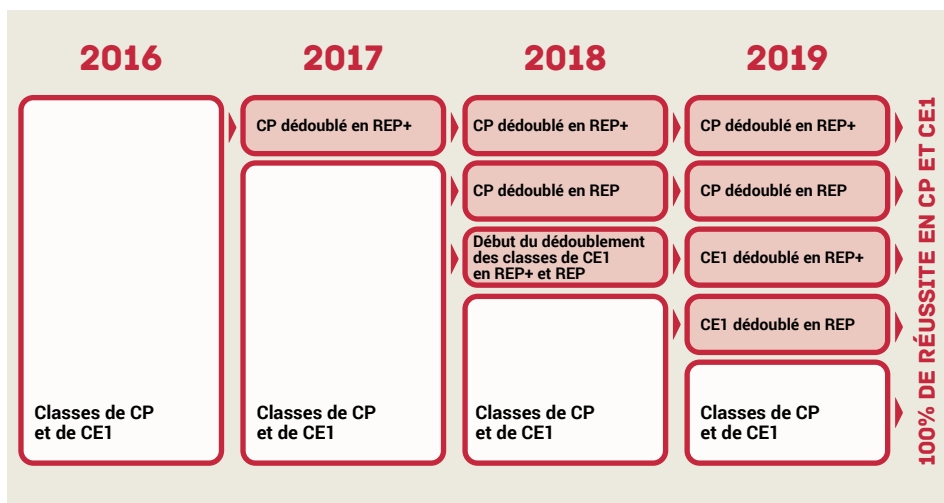 2016
2017
2018
2019
CP dédoublé en REP+
CP dédoublé en REP+
CP dédoublé en REP+
CP dédoublé en REP
CP dédoublé en REP
Début du dédoublement
des classes de CE1
en REP+ et REP
CE1 dédoublé en REP+
CE1 dédoublé en REP
Classes de CP
et de CE1
Classes de CP
et de CE1
Classes de CP
et de CE1
Classes de CP
et de CE1
100% DE RÉUSSITE EN CP ET CE1